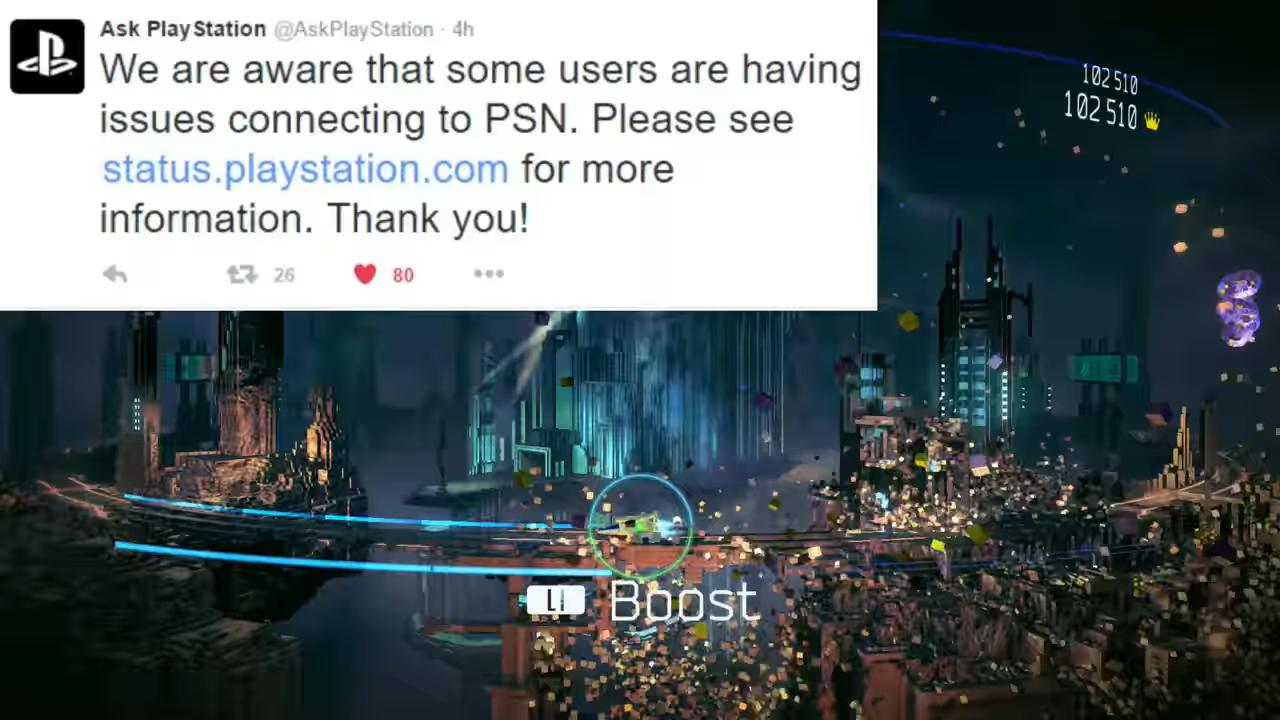 Ask PlayStation @AskPlayStation · 4h
We are aware that some users are having
issues connecting to PSN. Please see
status.playstation.com for more
information. Thank you!
26 80
102 510
102 510
L1 Boost